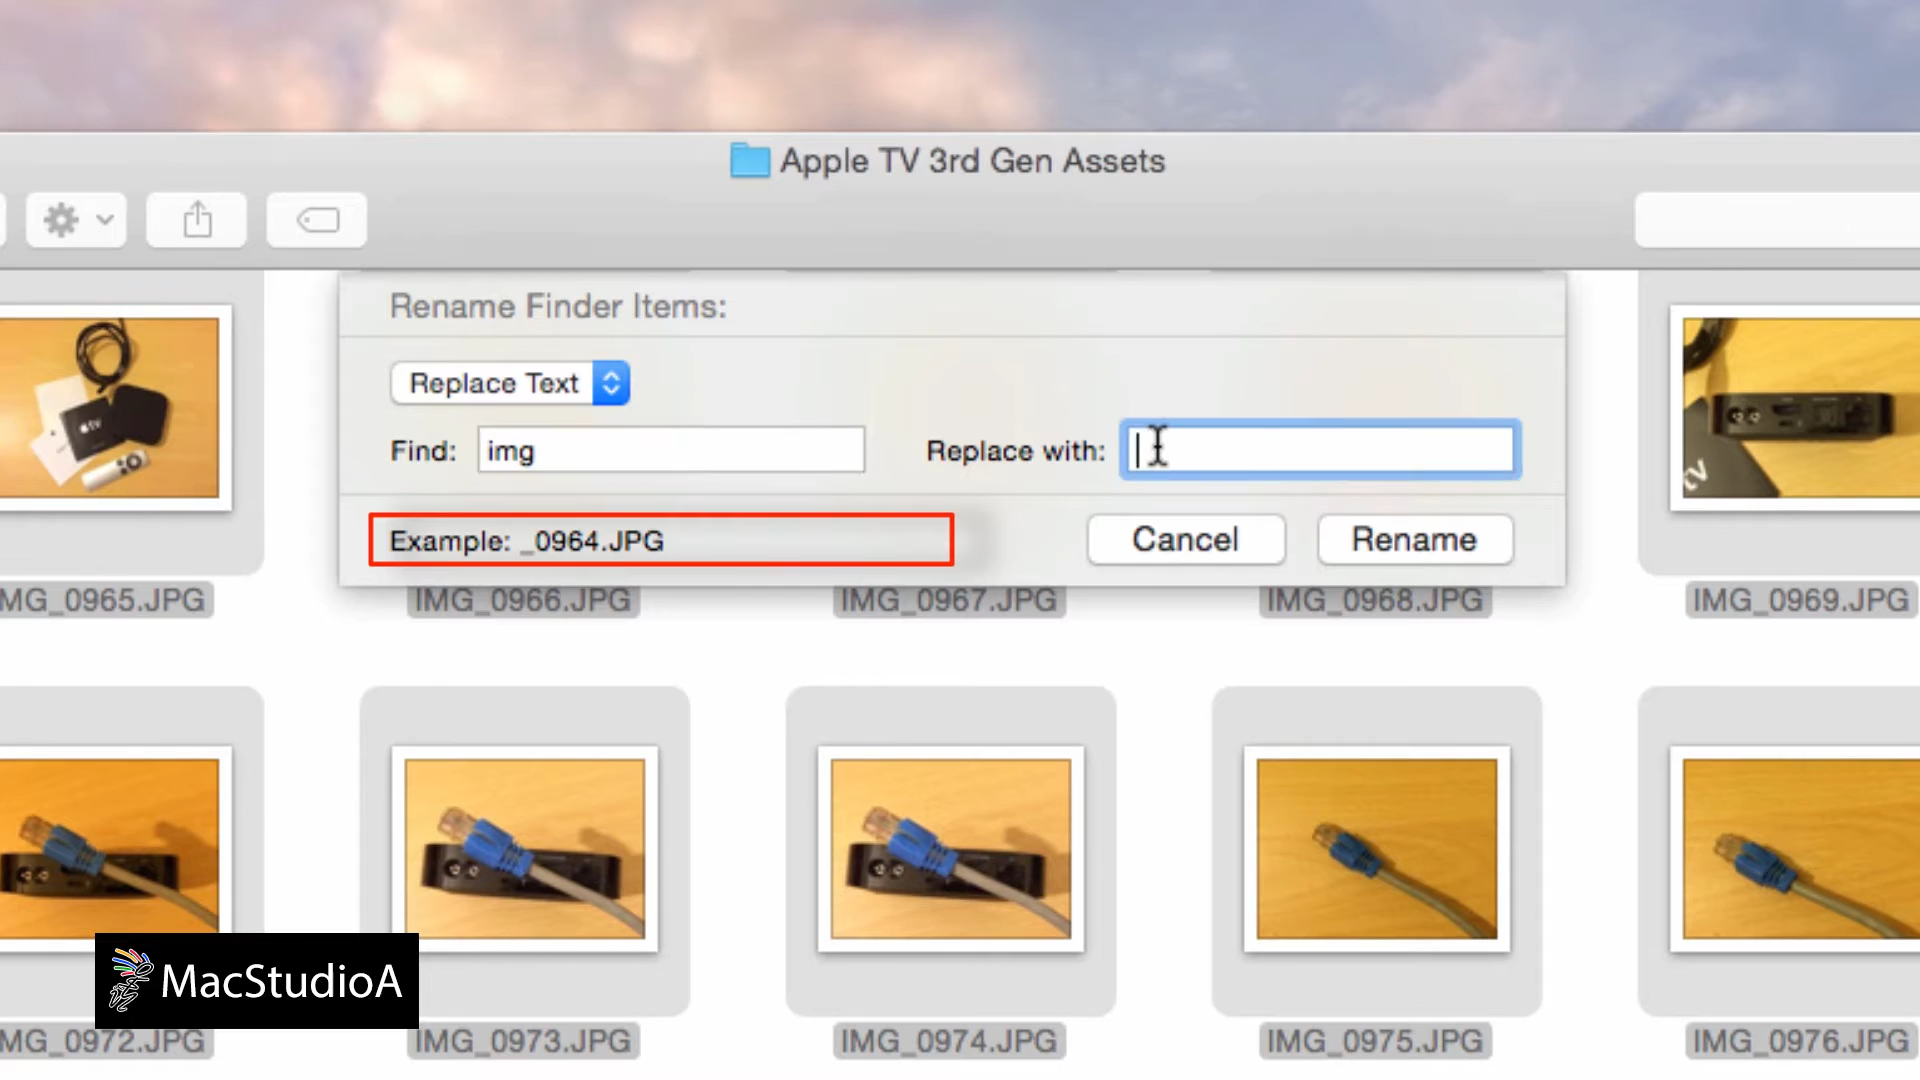 Apple TV 3rd Gen Assets
Rename Finder Items:
Replace Text
Find: img
Replace with:
Example: _0964.JPG
Cancel
Rename
MG_0965.JPG
IMG_0966.JPG
IMG_0967.JPG
IMG_0968.JPG
IMG_0969.JPG
tv
tv
MacStudioA
MG_0972.JPG
IMG_0973.JPG
IMG_0974.JPG
IMG_0975.JPG
IMG_0976.JPG